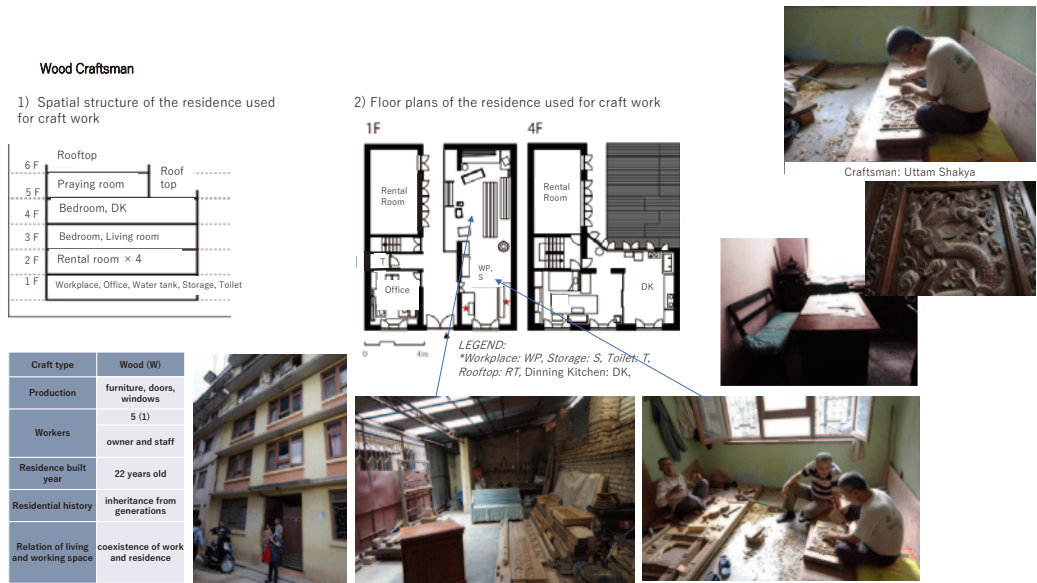 Wood Craftsman
1) Spatial structure of the residence used
for craft work
6 F
Rooftop
Roof
top
5 F
Praying room
4 F
Bedroom, DK
3 F
Bedroom, Living room
2 F
Rental room × 4
1 F
Workplace, Office, Water tank, Storage, Toilet
2) Floor plans of the residence used for craft work
1F
4F
Rental
Room
Rental
Room
T
Office
WP,
S
DK
0
4m
LEGEND:
*Workplace: WP, Storage: S, Toilet: T,
Rooftop: RT, Dinning Kitchen: DK,
Craftsman: Uttam Shakya
Craft type
Wood (W)
Production
furniture, doors,
windows
Workers
5 (1)
owner and staff
Residence built
year
22 years old
Residential history
inheritance from
generations
Relation of living
and working space
coexistence of work
and residence